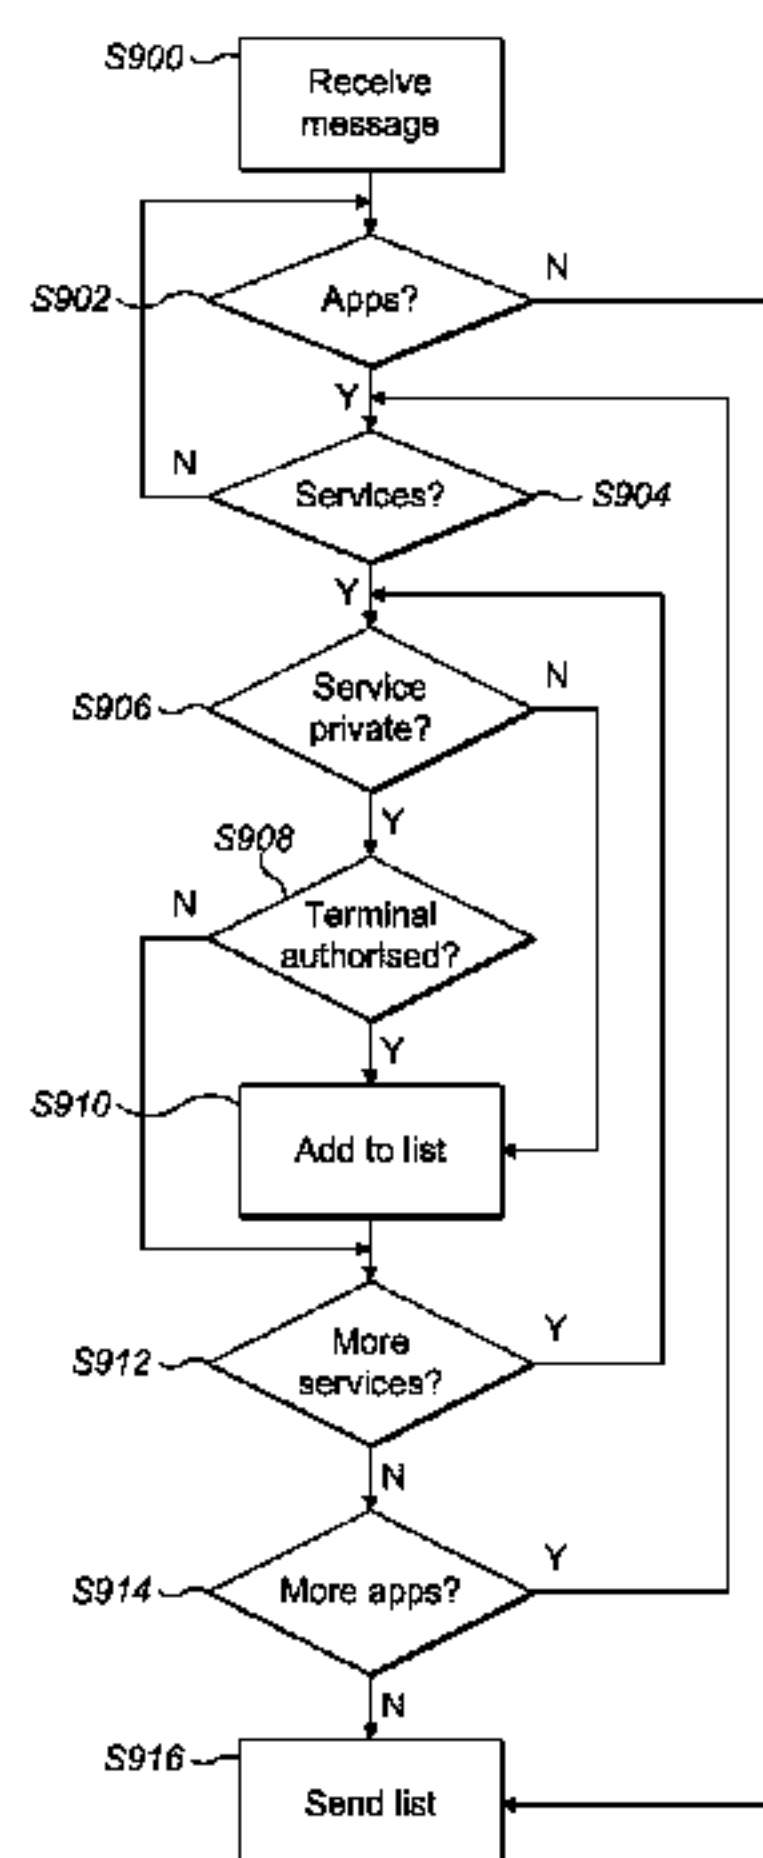 S900
Receive
message
S902
Apps?
N
Y
N
Services?
S904
Y
S906
Service
private?
N
Y
S908
N
Terminal
authorised?
Y
S910
Add to list
S912
More
services?
Y
N
S914
More apps?
Y
N
S916
Send list